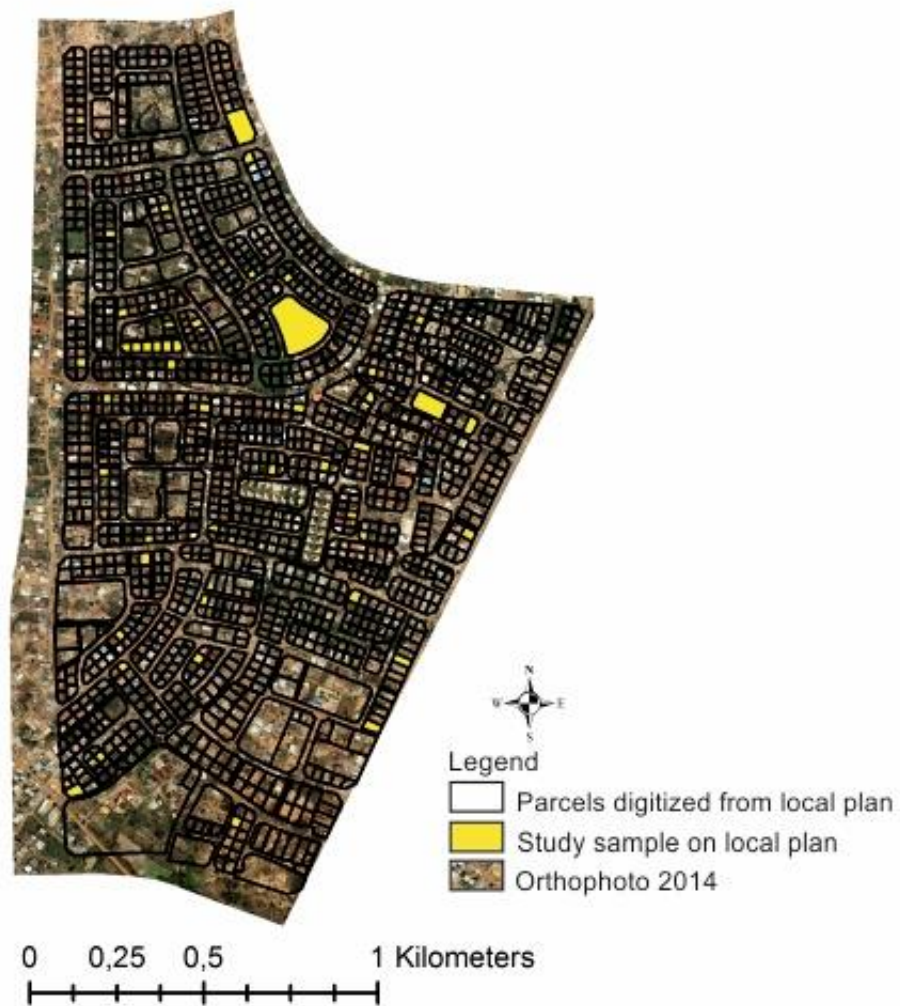 N
W E
S
Legend
Parcels digitized from local plan
Study sample on local plan
Orthophoto 2014
0 0,25 0,5 1 Kilometers